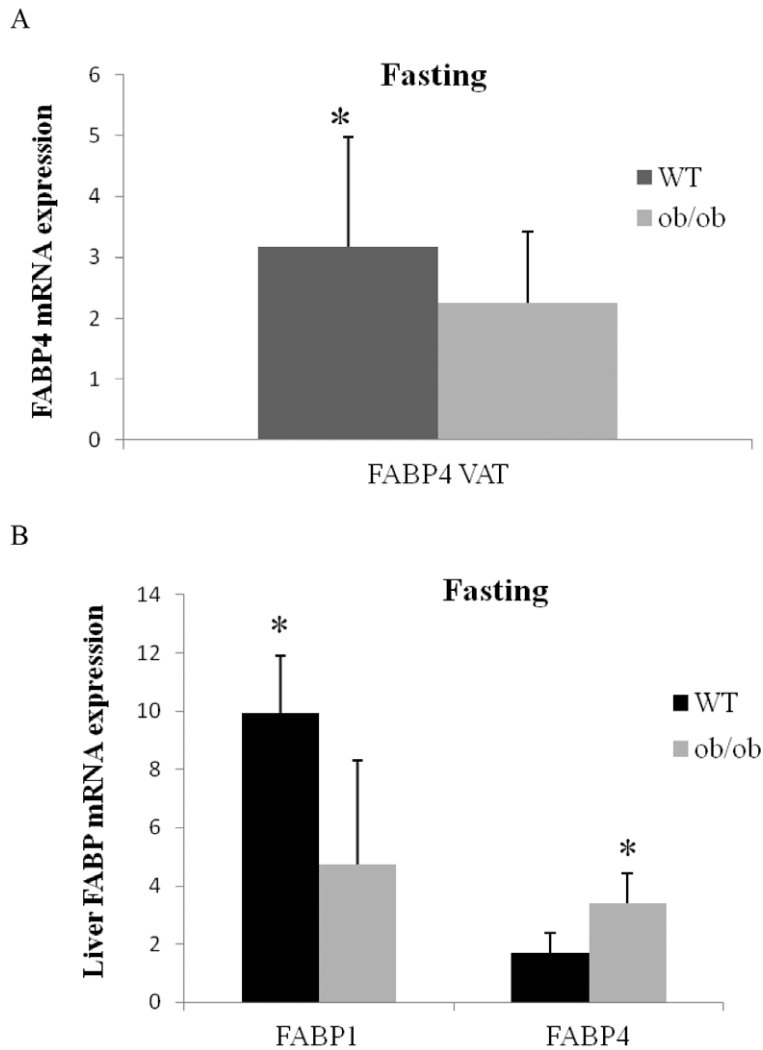 A
Fasting
FABP4 mRNA expression
6
5
4
3
2
1
0
*
WT
ob/ob
FABP4 VAT
B
Fasting
Liver FABP mRNA expression
14
12
10
8
6
4
2
0
*
*
WT
ob/ob
FABP1
FABP4